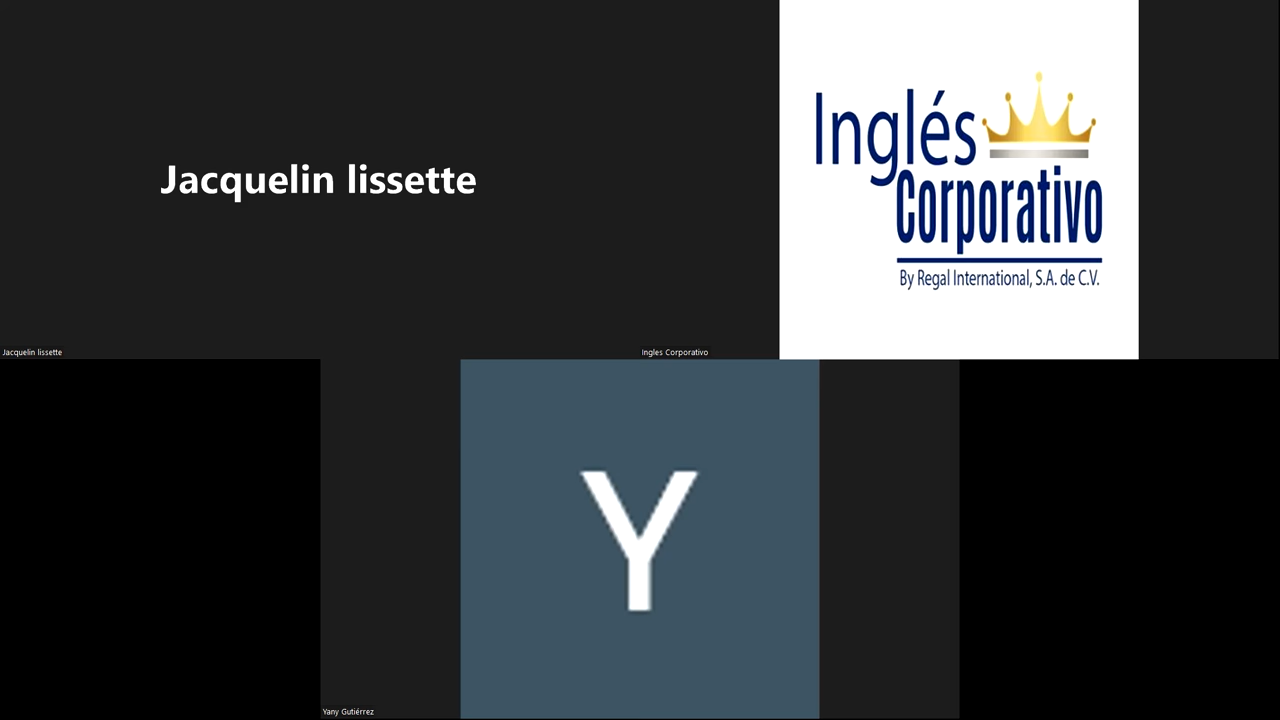 Jacquelin lissette
Inglés
Corporativo
By Regal International, S.A. de C.V.
Jacquelin lissette
Ingles Corporativo
Y
Yany Gutiérrez